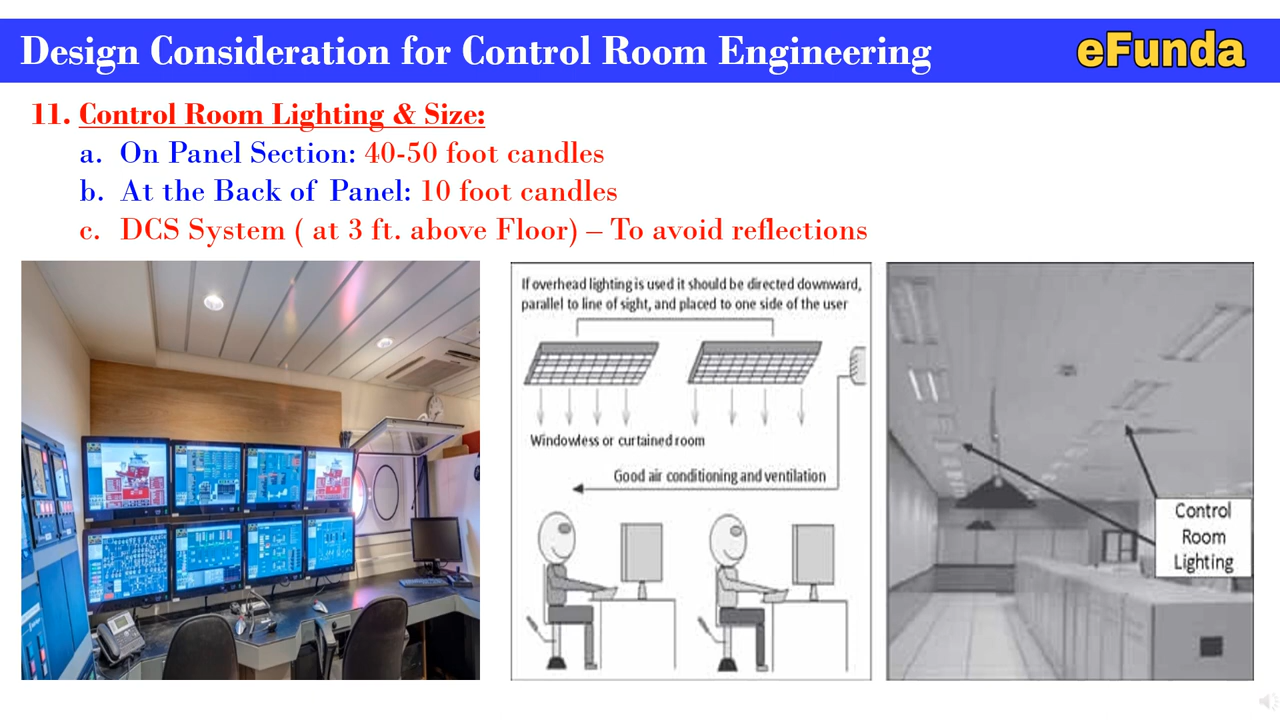 Design Consideration for Control Room Engineering
eFunda
11. Control Room Lighting & Size:
a. On Panel Section: 40-50 foot candles
b. At the Back of Panel: 10 foot candles
c. DCS System ( at 3 ft. above Floor) – To avoid reflections
If overhead lighting is used it should be directed downward,
parallel to line of sight, and placed to one side of the user
Windowless or curtained room
Good air conditioning and ventilation
Control
Room
Lighting